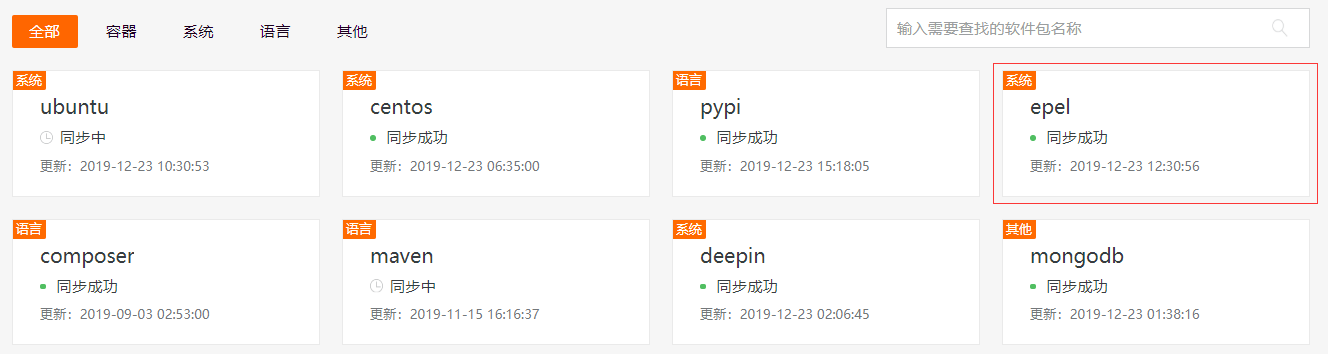 全部 容器 系统 语言 其他
输入需要查找的软件包名称
系统
ubuntu
同步中
更新：2019-12-23 10:30:53
系统
centos
同步成功
更新：2019-12-23 06:35:00
语言
pypi
同步成功
更新：2019-12-23 15:18:05
系统
epel
同步成功
更新：2019-12-23 12:30:56
语言
composer
同步成功
更新：2019-09-03 02:53:00
语言
maven
同步中
更新：2019-11-15 16:16:37
系统
deepin
同步成功
更新：2019-12-23 02:06:45
其他
mongodb
同步成功
更新：2019-12-23 01:38:16